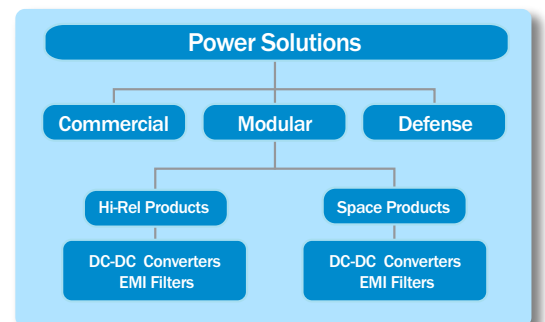 Power Solutions
Commercial
Modular
Defense
Hi-Rel Products
Space Products
DC-DC Converters
EMI Filters
DC-DC Converters
EMI Filters